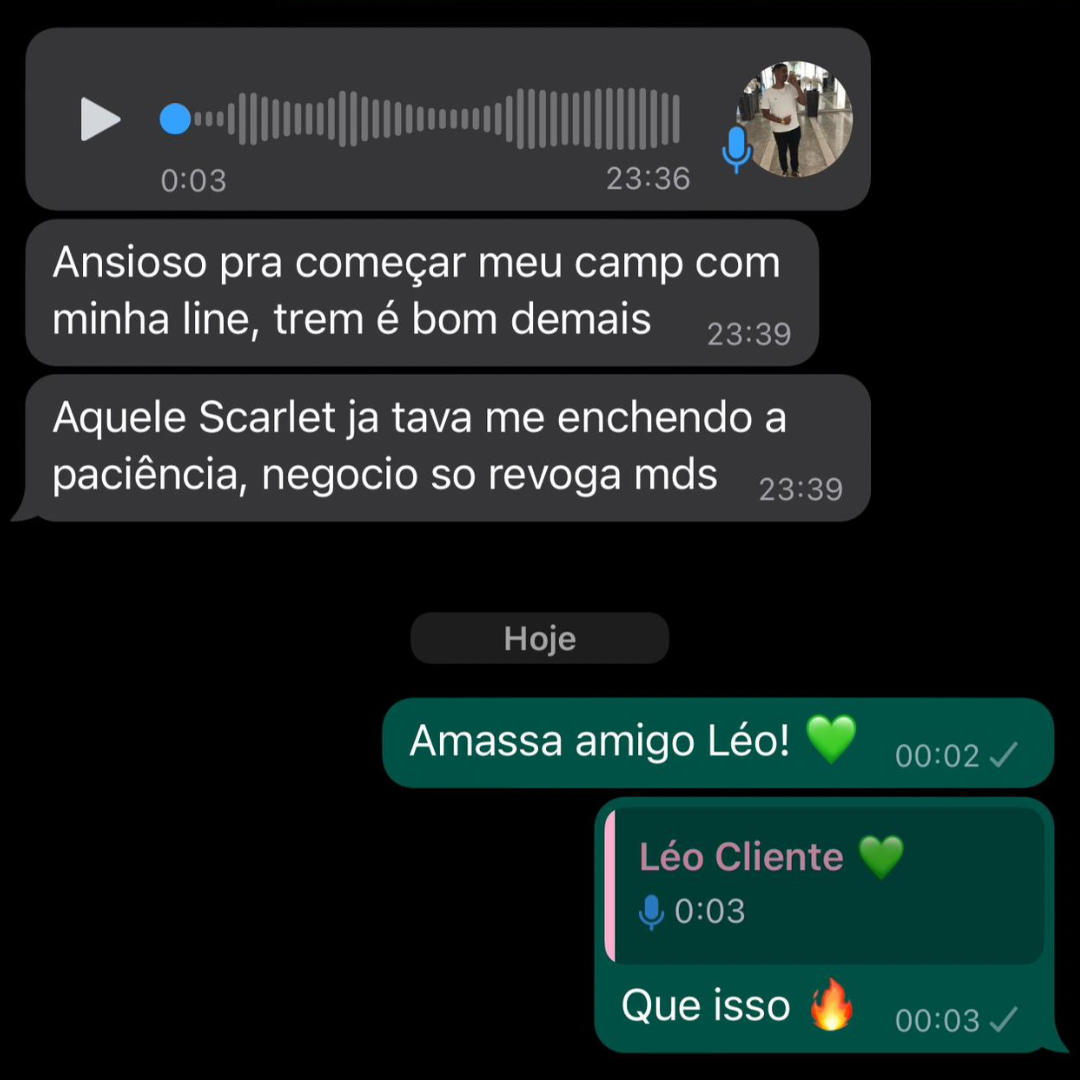 0:03
23:36
Ansioso pra começar meu camp com
minha line, trem é bom demais
23:39
Aquele Scarlet ja tava me enchendo a
paciência, negocio so revoga mds
23:39
Hoje
Amassa amigo Léo! 💚
00:02
Léo Cliente 💚
0:03
Que isso 🔥
00:03